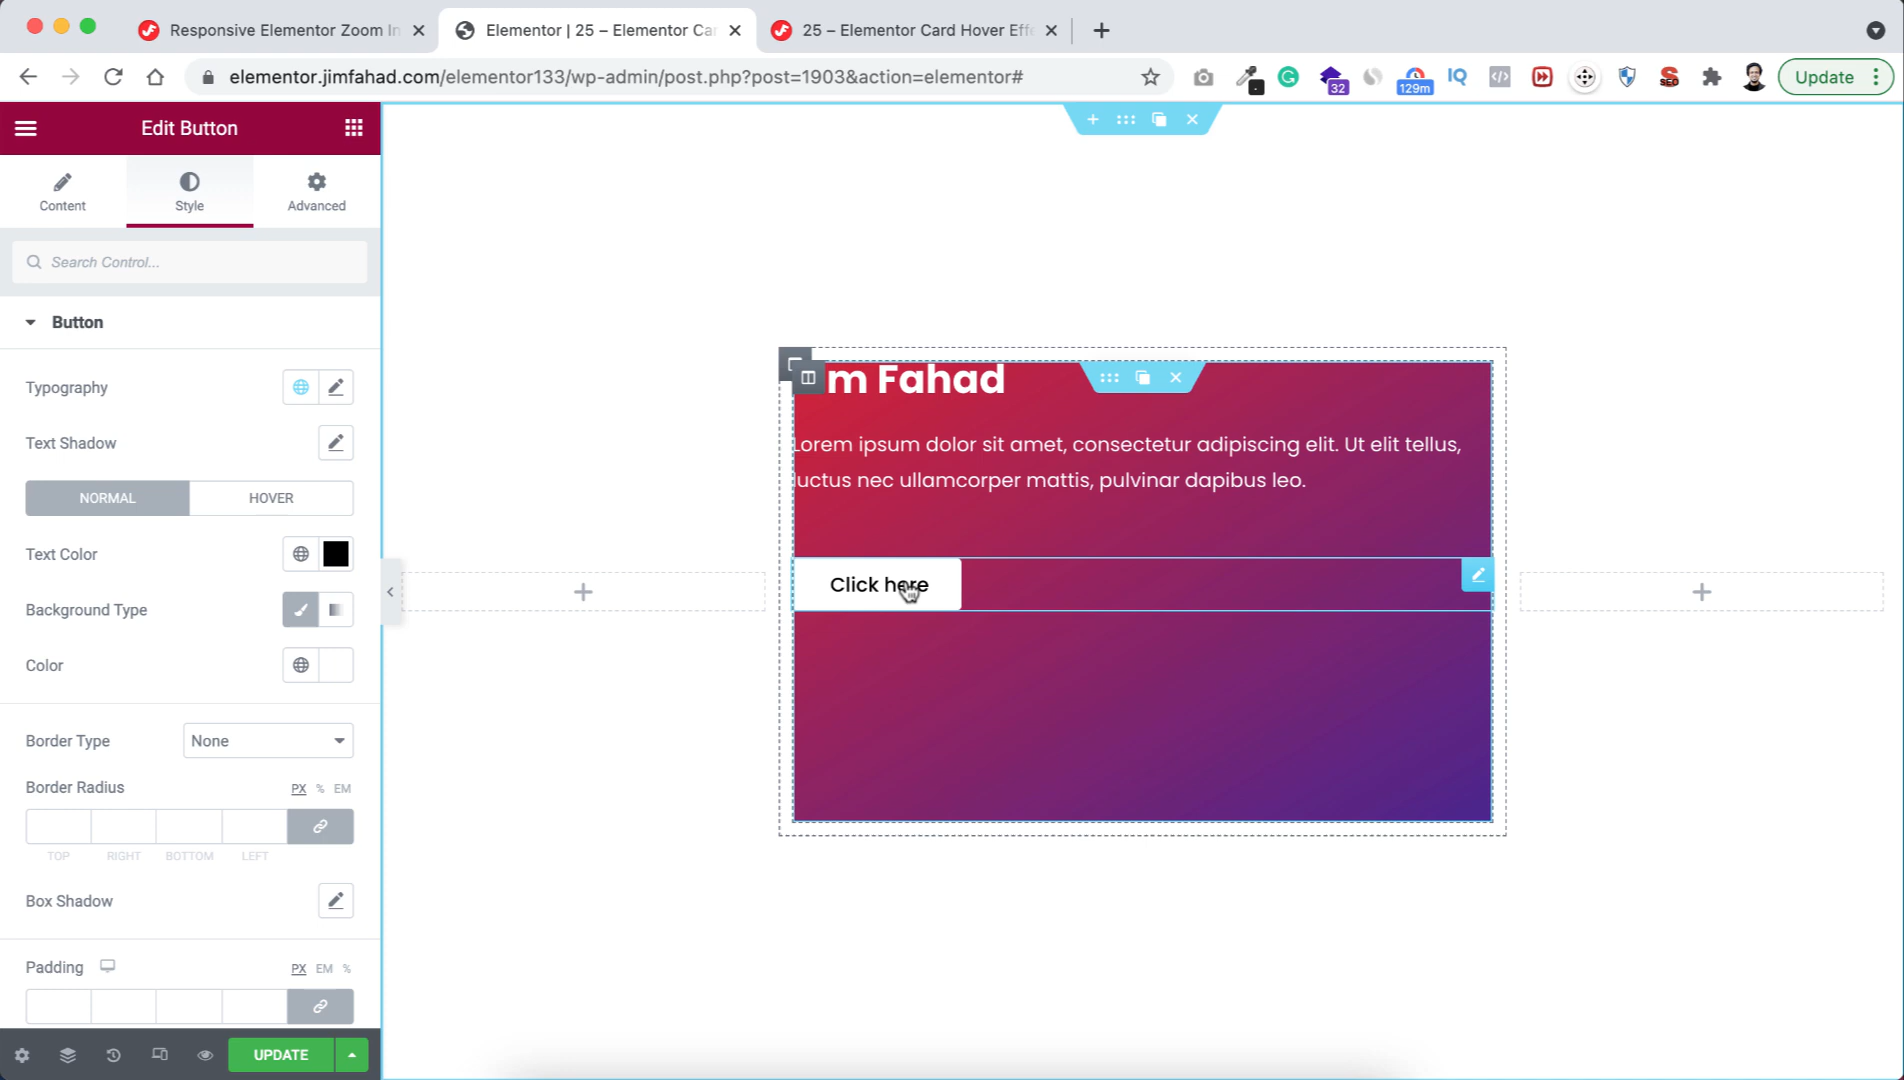 Responsive Elementor Zoom In
Elementor | 25 – Elementor Car
25 – Elementor Card Hover Effe
elementor.jimfahad.com/elementor133/wp-admin/post.php?post=1903&action=elementor#
32
129m
IQ
SEO
Update
Edit Button
Content
Style
Advanced
Search Control...
Button
Typography
Text Shadow
NORMAL
HOVER
Text Color
Background Type
Color
Border Type
None
Border Radius
PX % EM
TOP RIGHT BOTTOM LEFT
Box Shadow
Padding
PX EM %
UPDATE
m Fahad
Lorem ipsum dolor sit amet, consectetur adipiscing elit. Ut elit tellus,
luctus nec ullamcorper mattis, pulvinar dapibus leo.
Click here